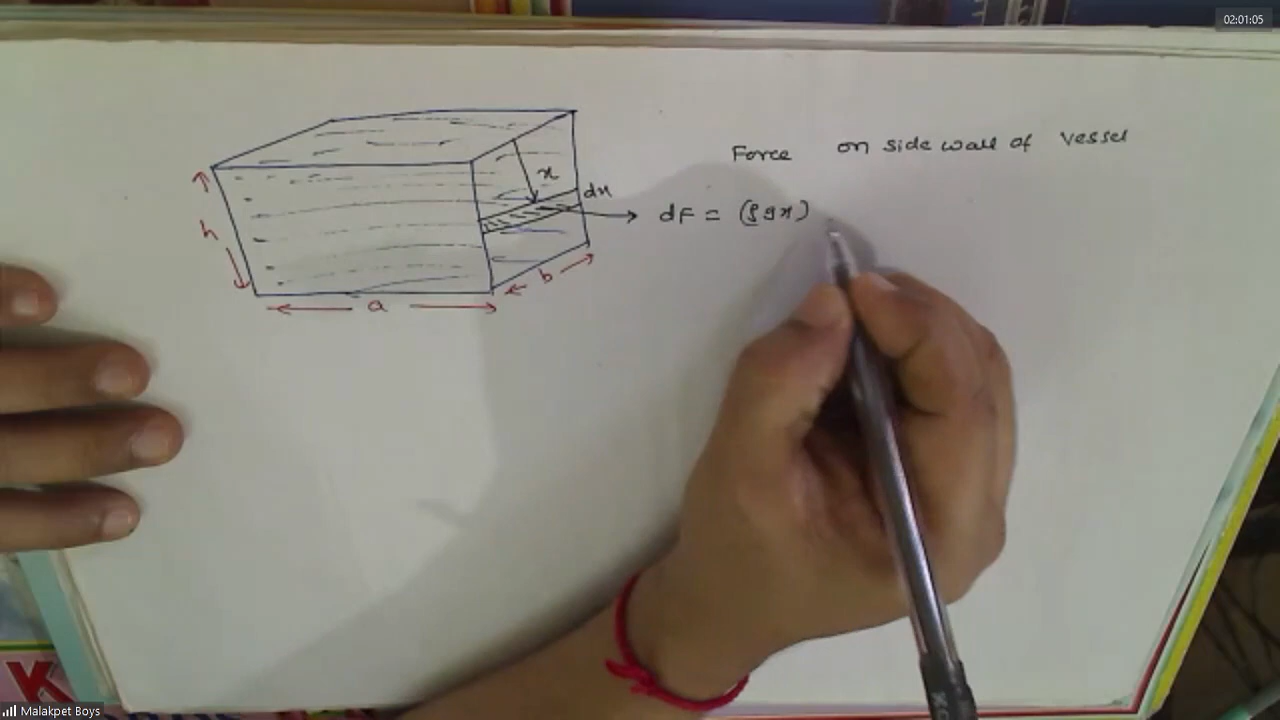 02:01:05
Force on side wall of vessel
x
dx
dF = (ρgx)
h
b
a
K
Malakpet Boys